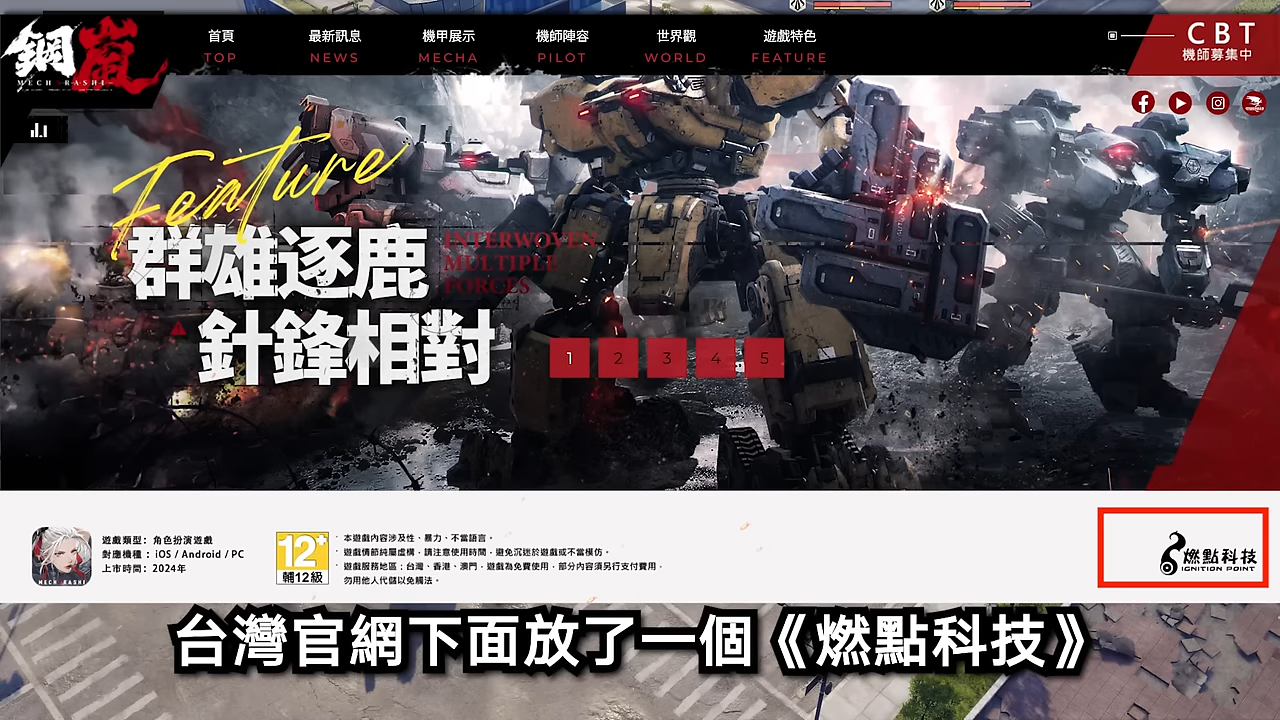 鋼嵐
MECH RASHI
首頁
TOP
最新訊息
NEWS
機甲展示
MECHA
機師陣容
PILOT
世界觀
WORLD
遊戲特色
FEATURE
CBT
機師募集中
Feature
群雄逐鹿
INTERWOVEN
MULTIPLE
FORCES
針鋒相對
1 2 3 4 5
遊戲類型：角色扮演遊戲
對應機種：iOS / Android / PC
上市時間：2024年
MECH RASHI
12+
輔12級
· 本遊戲內容涉及性、暴力、不當語言。
· 遊戲情節純屬虛構，請注意使用時間，避免沉迷於遊戲或不當模仿。
· 遊戲服務地區：台灣、香港、澳門，遊戲為免費使用，部分內容須另行支付費用，
勿用他人代儲以免觸法。
燃點科技
IGNITION POINT
台灣官網下面放了一個《燃點科技》